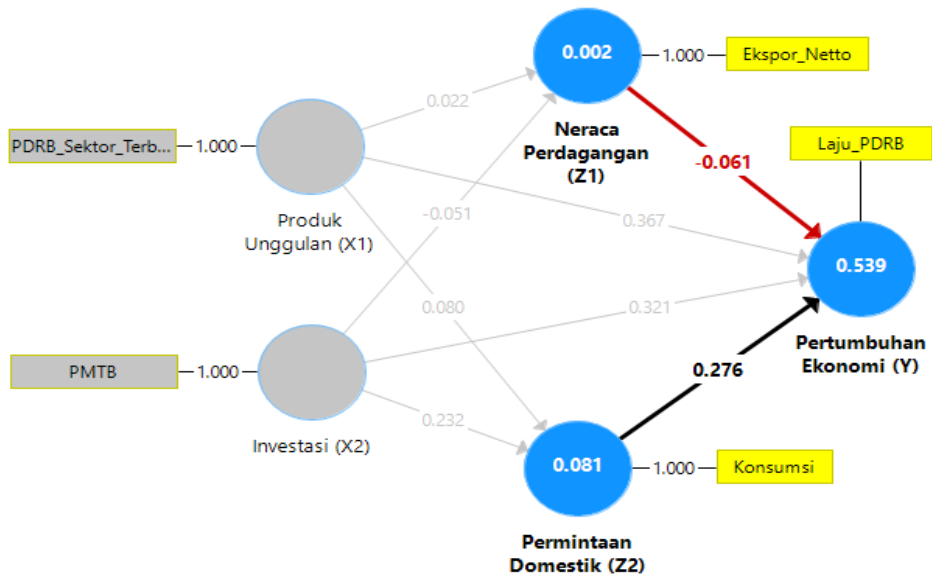 0.002
1.000
Ekspor_Netto
0.022
Neraca
Perdagangan
(Z1)
PDRB_Sektor_Terb...
1.000
Laju_PDRB
-0.061
Produk
Unggulan (X1)
-0.051
0.367
0.539
0.080
0.321
Pertumbuhan
Ekonomi (Y)
PMTB
1.000
0.276
0.232
Investasi (X2)
0.081
1.000
Konsumsi
Permintaan
Domestik (Z2)